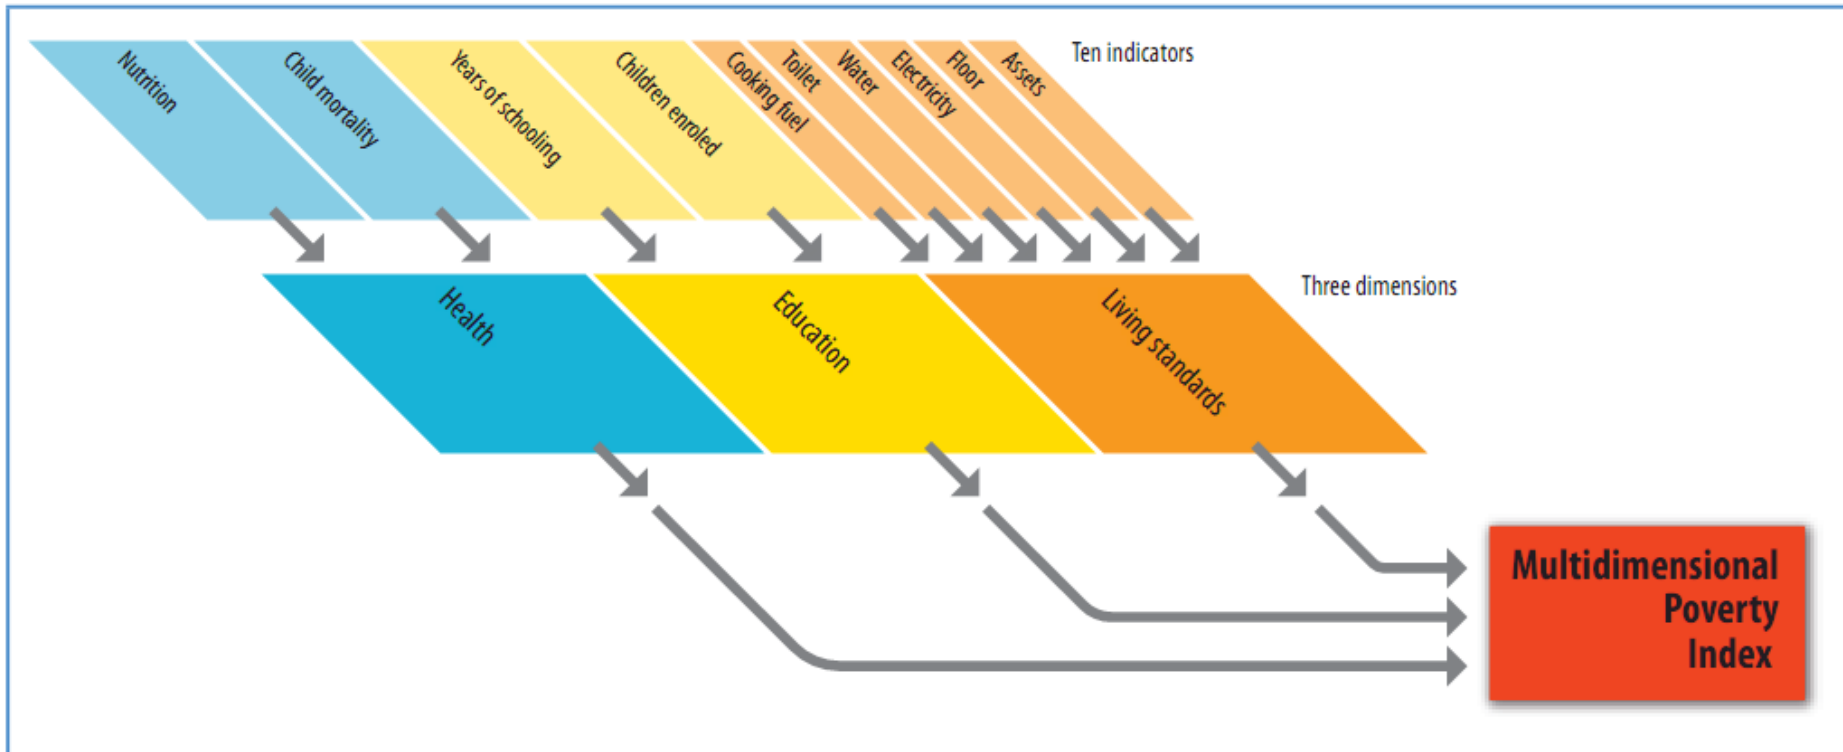 Nutrition
Child mortality
Years of schooling
Children enroled
Cooking fuel
Toilet
Water
Electricity
Floor
Assets
Ten indicators
Health
Education
Living standards
Three dimensions
Multidimensional
Poverty
Index